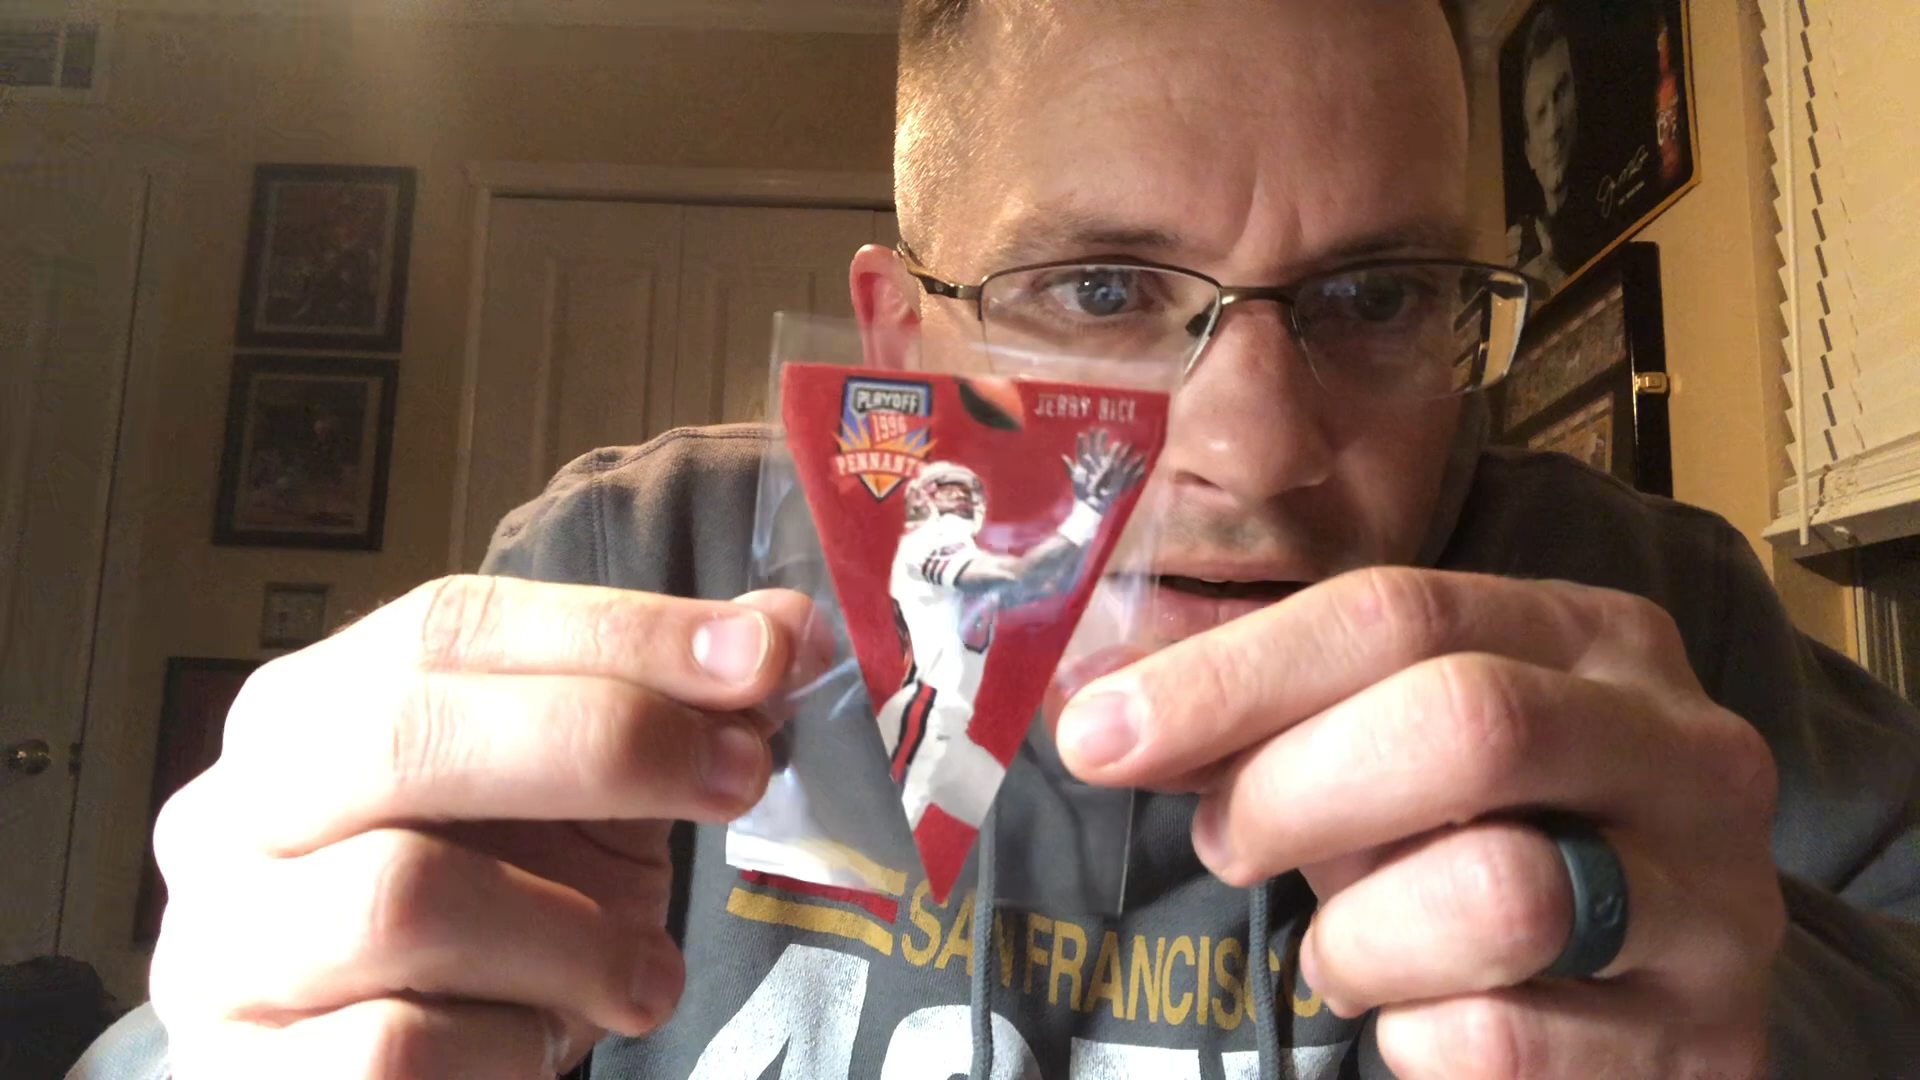 PLAYOFF
1996
PENNANTS
JERRY RICE
SAN FRANCISCO